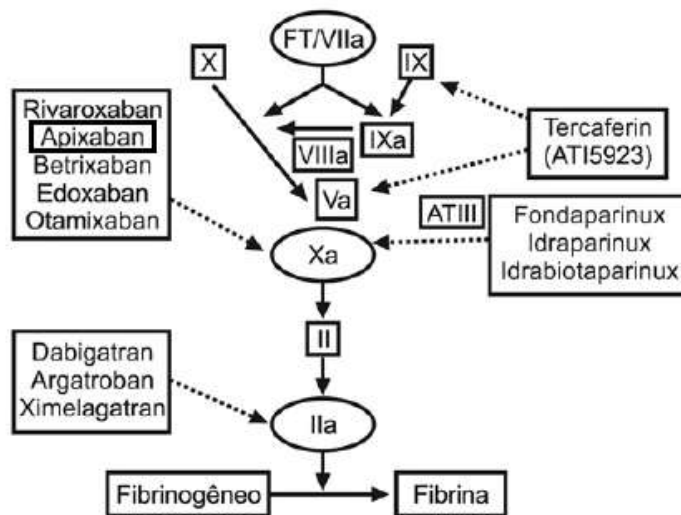 FT/VIIa
X
IX
Rivaroxaban
Apixaban
Betrixaban
Edoxaban
Otamixaban
VIIIa
IXa
Tercaferin
(ATI5923)
Va
ATIII
Fondaparinux
Idraparinux
Idrabiotaparinux
Xa
II
Dabigatran
Argatroban
Ximelagatran
IIa
Fibrinogêneo
Fibrina